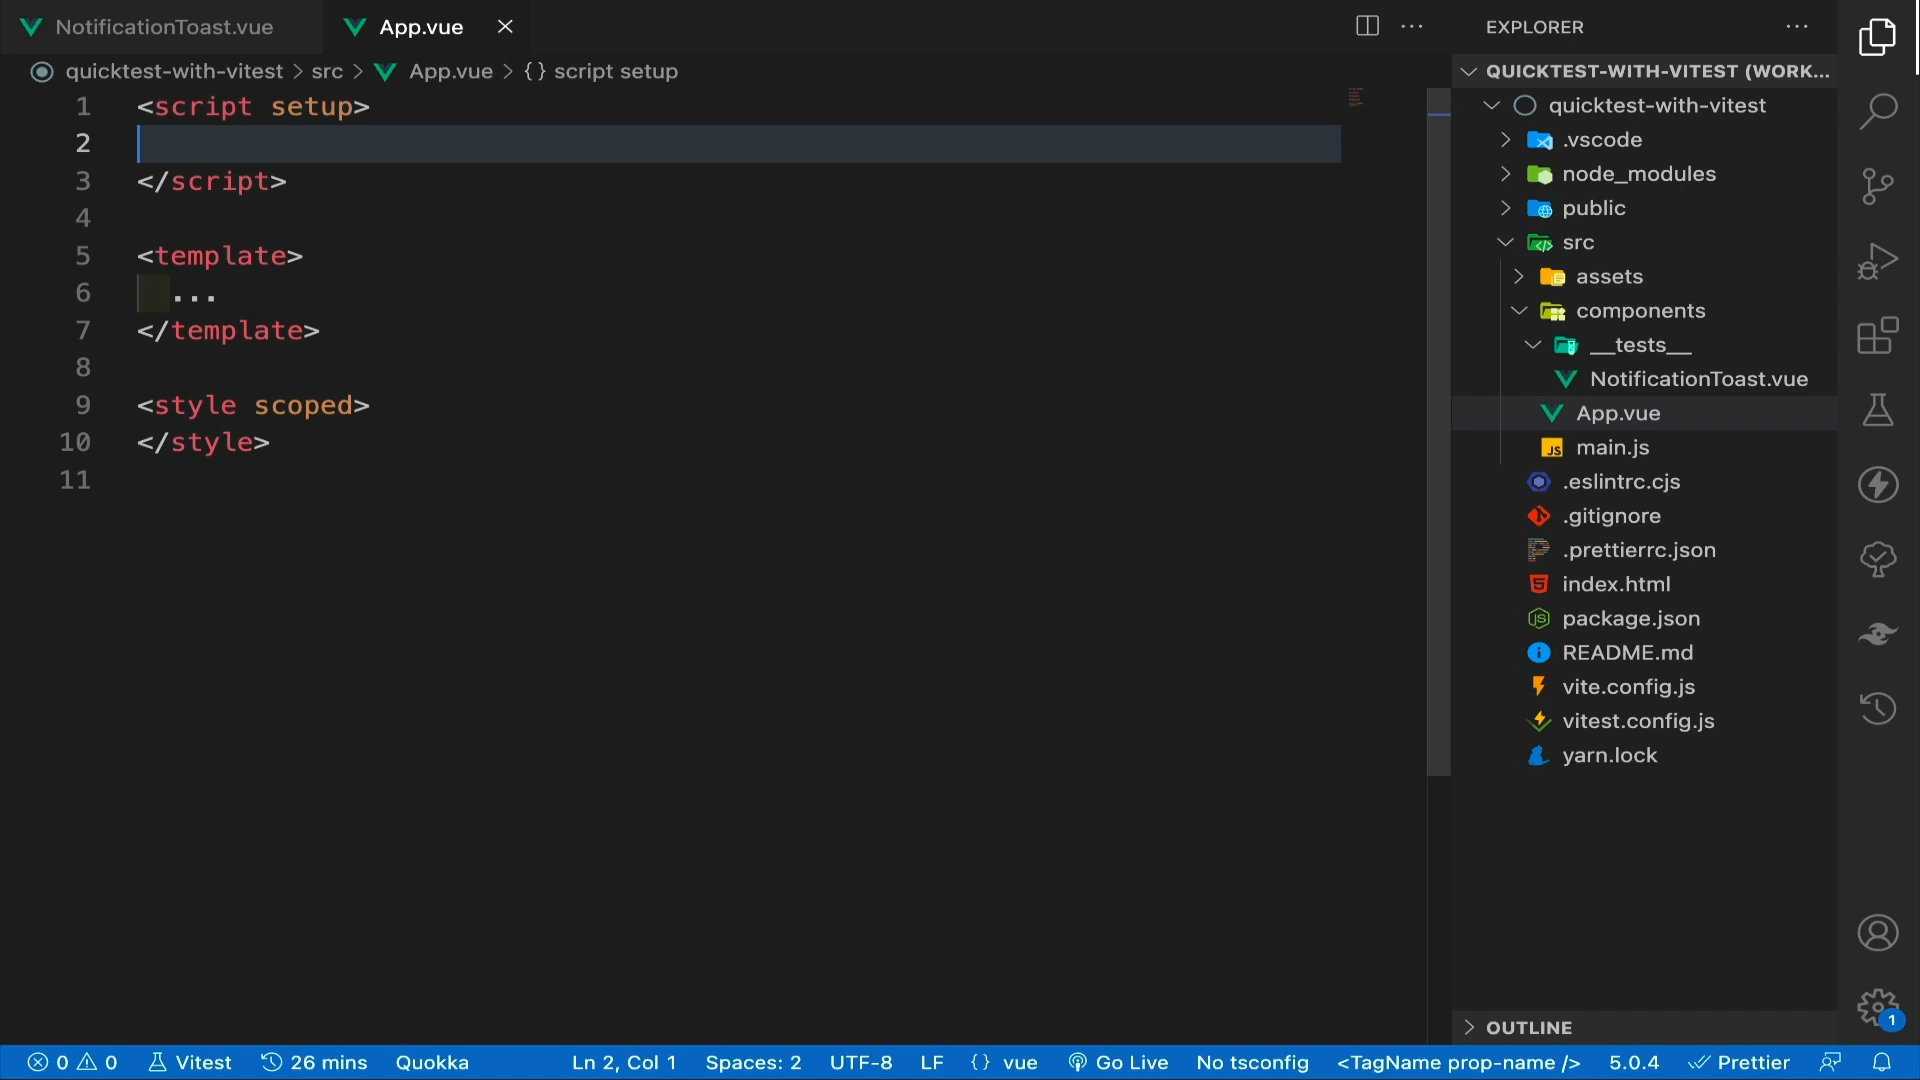 NotificationToast.vue
App.vue
quicktest-with-vitest > src > App.vue > {} script setup
1 <script setup>
2
3 </script>
4
5 <template>
6 ...
7 </template>
8
9 <style scoped>
10 </style>
11
EXPLORER
QUICKTEST-WITH-VITEST (WORK...
quicktest-with-vitest
.vscode
node_modules
public
src
assets
components
__tests__
NotificationToast.vue
App.vue
main.js
.eslintrc.cjs
.gitignore
.prettierrc.json
index.html
package.json
README.md
vite.config.js
vitest.config.js
yarn.lock
OUTLINE
1
0 0 Vitest 26 mins Quokka Ln 2, Col 1 Spaces: 2 UTF-8 LF {} vue Go Live No tsconfig <TagName prop-name /> 5.0.4 Prettier